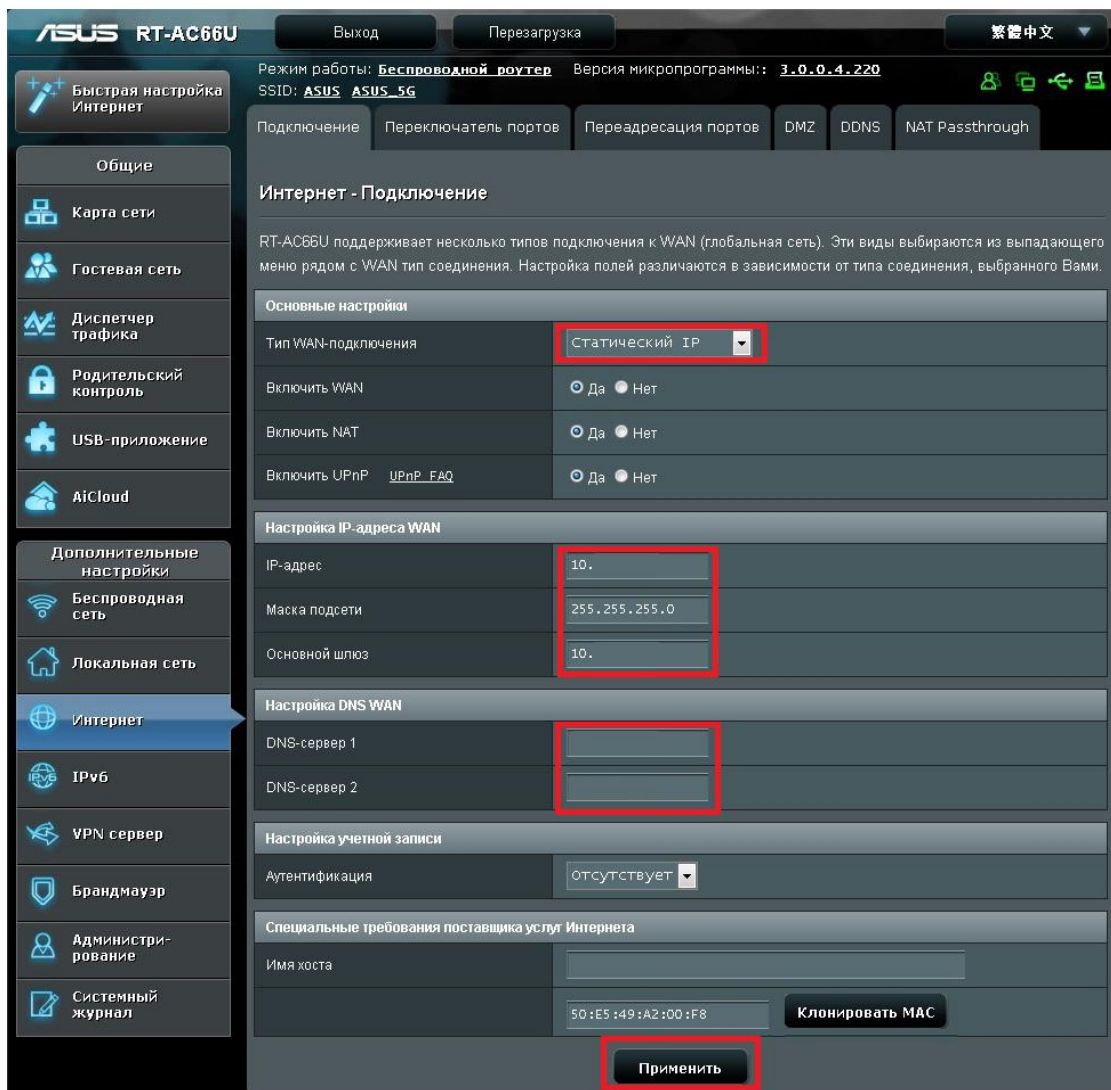 ASUS RT-AC66U
Выход
Перезагрузка
繁體中文
Быстрая настройка
Интернет
Режим работы: Беспроводной роутер Версия микропрограммы:: 3.0.0.4.220
SSID: ASUS ASUS_5G
Подключение
Переключатель портов
Переадресация портов
DMZ
DDNS
NAT Passthrough
Общие
Карта сети
Гостевая сеть
Диспетчер
трафика
Родительский
контроль
USB-приложение
AiCloud
Дополнительные
настройки
Беспроводная
сеть
Локальная сеть
Интернет
IPv6
VPN сервер
Брандмауэр
Администри-
рование
Системный
журнал
Интернет - Подключение
RT-AC66U поддерживает несколько типов подключения к WAN (глобальная сеть). Эти виды выбираются из выпадающего
меню рядом с WAN тип соединения. Настройка полей различаются в зависимости от типа соединения, выбранного Вами.
Основные настройки
Тип WAN-подключения Статический IP
Включить WAN Да Нет
Включить NAT Да Нет
Включить UPnP UPnP FAQ Да Нет
Настройка IP-адреса WAN
IP-адрес 10.
Маска подсети 255.255.255.0
Основной шлюз 10.
Настройка DNS WAN
DNS-сервер 1
DNS-сервер 2
Настройка учетной записи
Аутентификация Отсутствует
Специальные требования поставщика услуг Интернета
Имя хоста
50:E5:49:A2:00:F8 Клонировать MAC
Применить